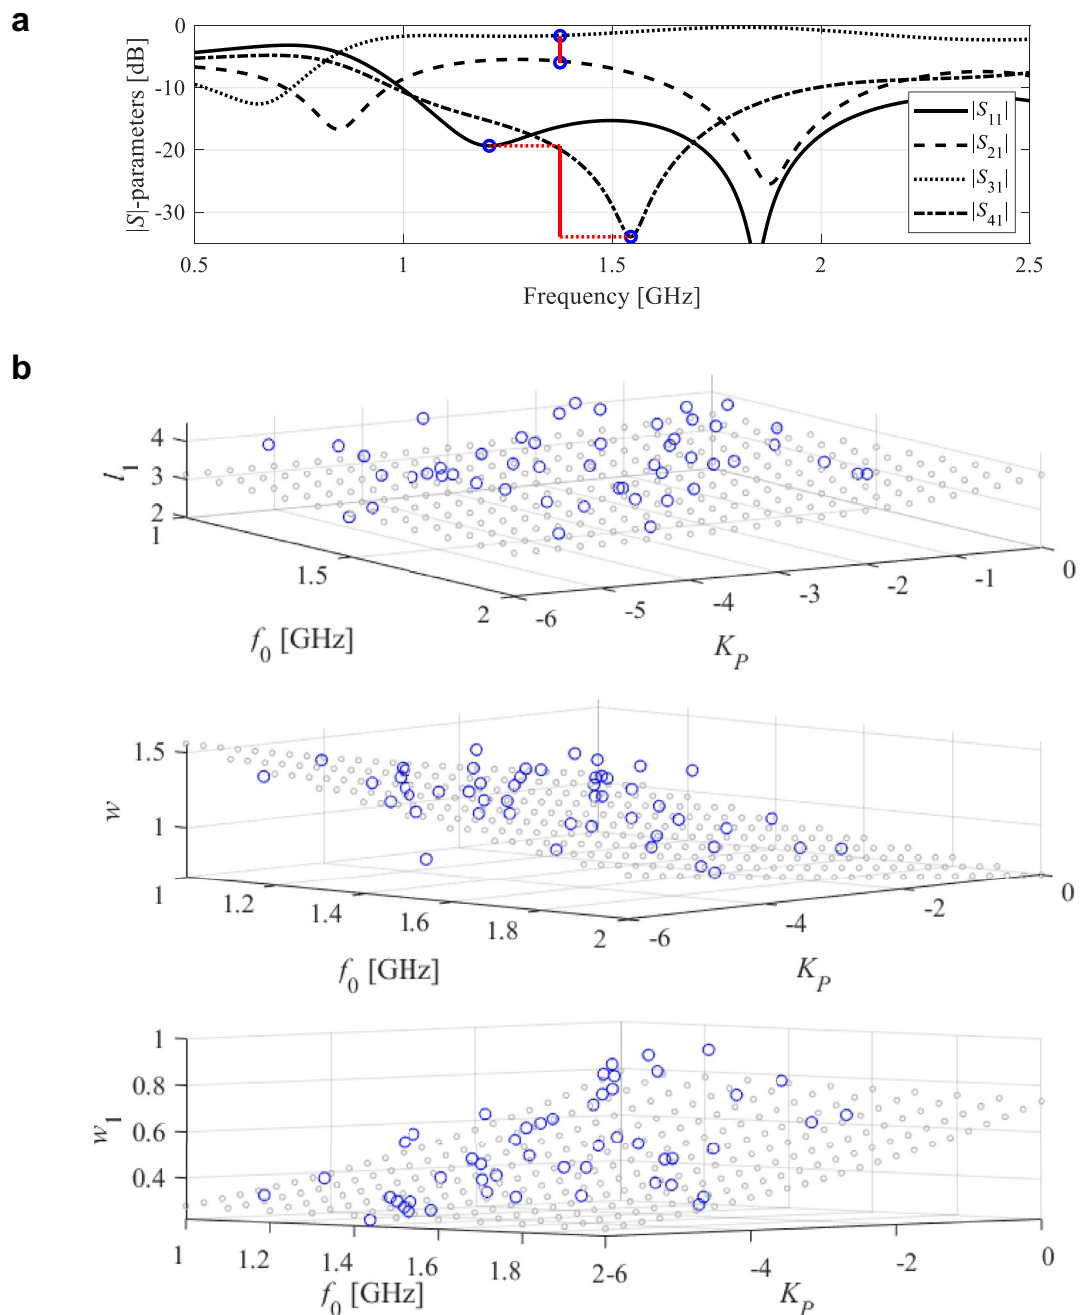 a
|S|-parameters [dB]
0
-10
-20
-30
0.5
1
1.5
2
2.5
Frequency [GHz]
|S11|
|S21|
|S31|
|S41|
b
l1
4
3
2
1
1.5
2
f0 [GHz]
-6
-5
-4
-3
-2
-1
0
KP
w
1.5
1
1
1.2
1.4
1.6
1.8
2
f0 [GHz]
-6
-4
-2
0
KP
w1
1
0.8
0.6
0.4
1
1.2
1.4
1.6
1.8
2
f0 [GHz]
-6
-4
-2
0
KP